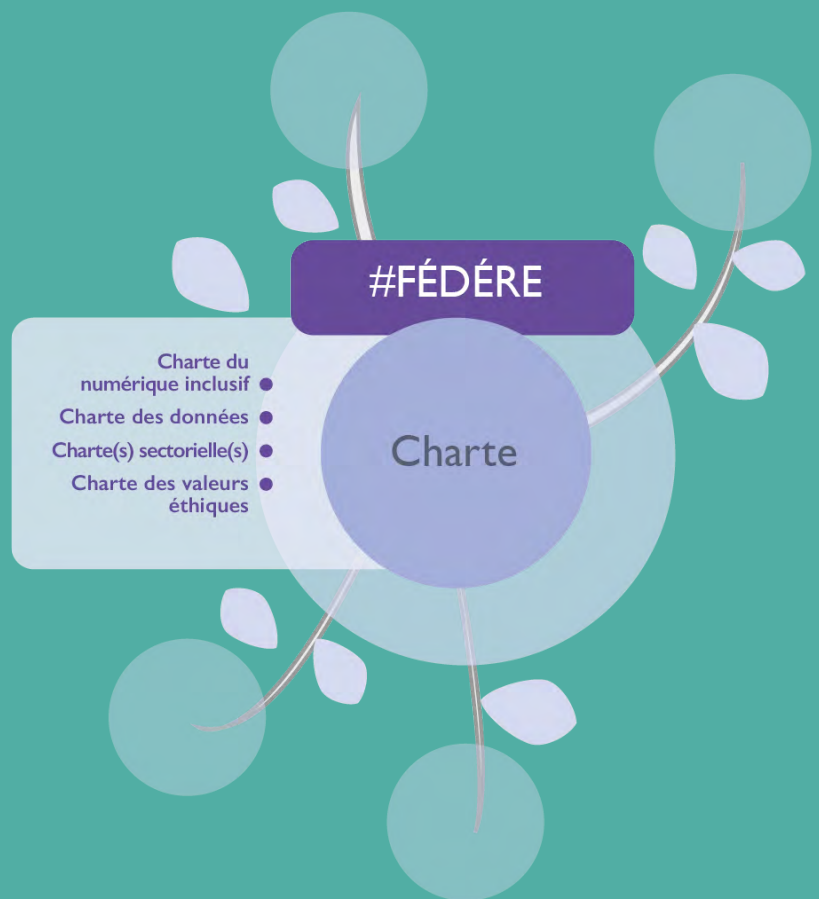 #FÉDÉRE
Charte du
numérique inclusif
Charte des données
Charte(s) sectorielle(s)
Charte des valeurs
éthiques
Charte